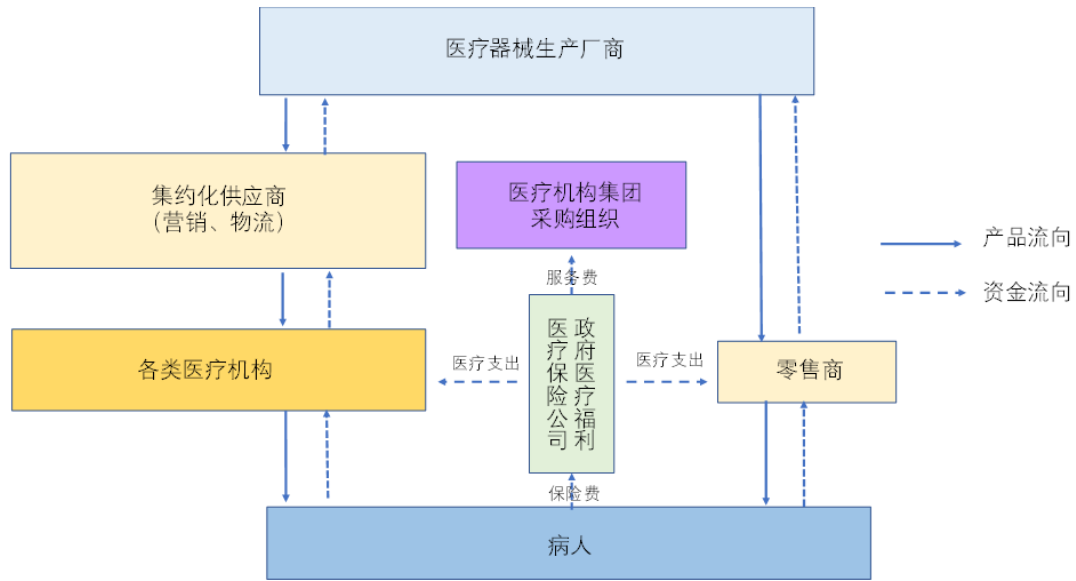 医疗器械生产厂商
集约化供应商
（营销、物流）
医疗机构集团
采购组织
产品流向
服务费
资金流向
各类医疗机构
医疗支出
政府医疗福利
医疗保险公司
医疗支出
零售商
保险费
病人